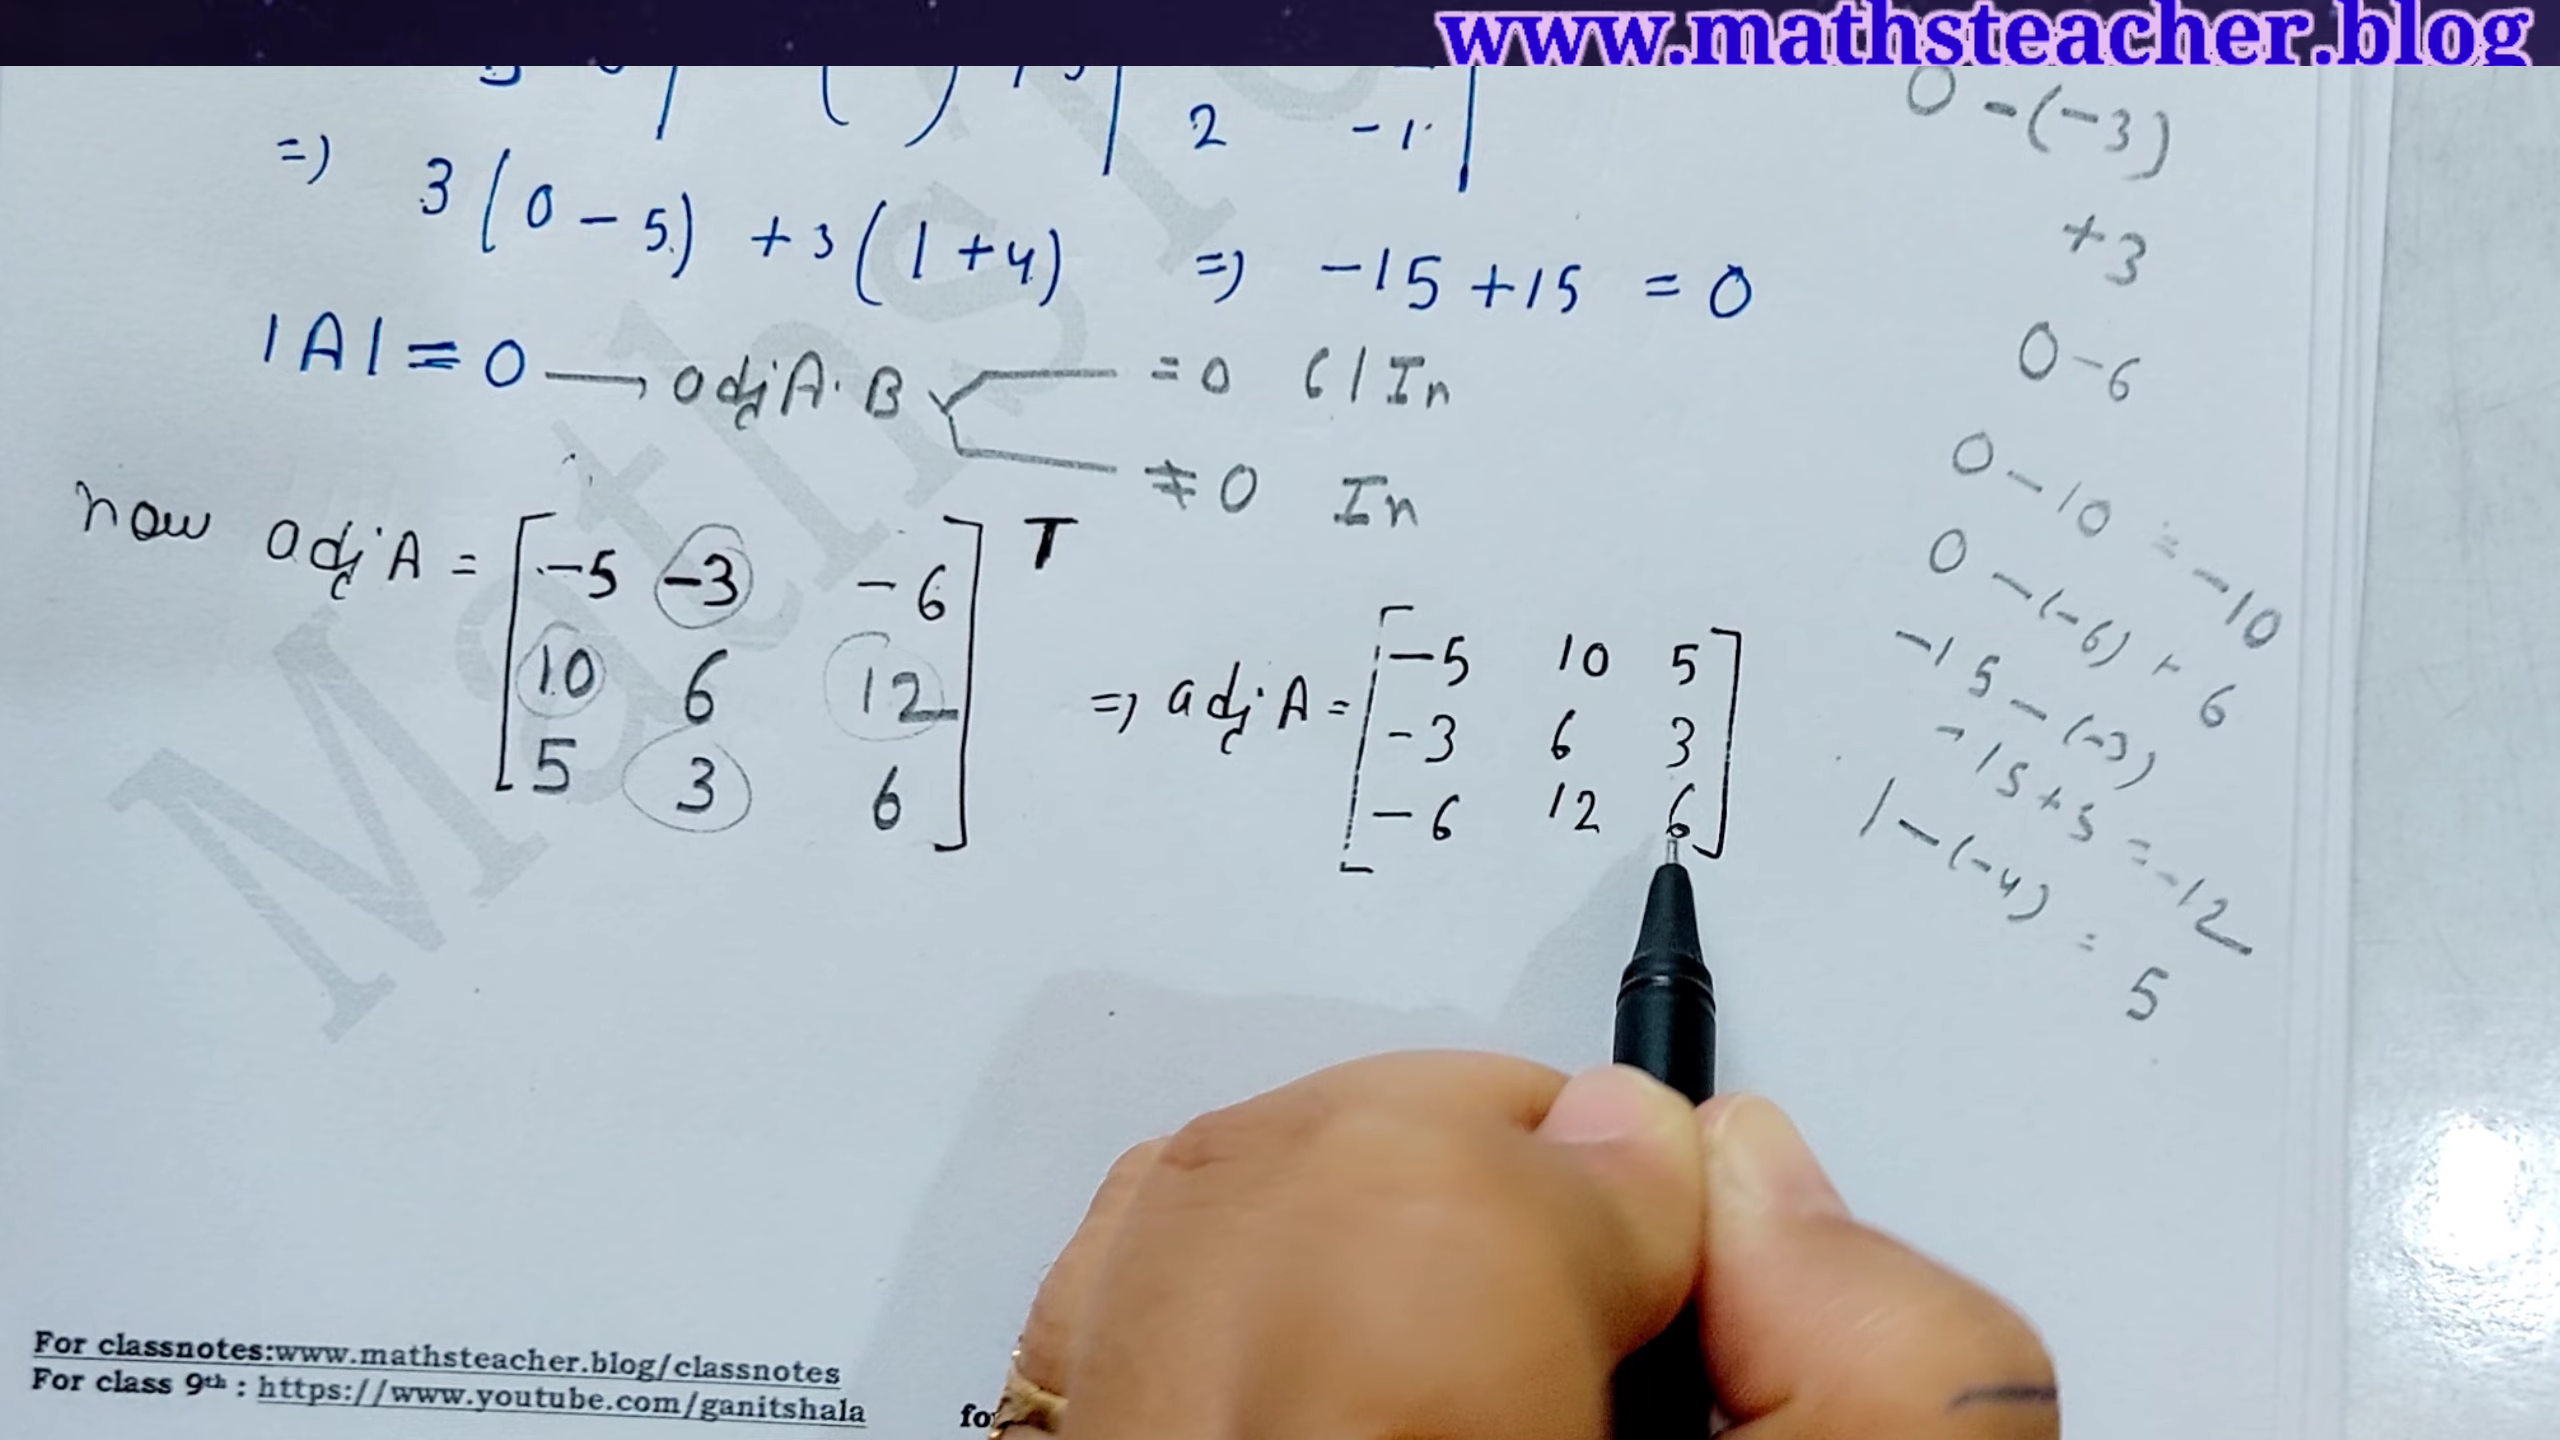 www.mathsteacher.blog
2 -1
=) 3(0-5) +3(1+4) =) -15+15 = 0
|A| = 0 → adjA·B = 0 C/In
≠ 0 In
now adj A = [-5 -3 -6] T
10 6 12
5 3 6
=) adj A = [-5 10 5]
-3 6 3
-6 12 6
0-(-3)
+3
0-6
0-10 = -10
0-(-6) + 6
-15-(-3)
-15+3 = -12
1-(-4) = 5
Maths
For classnotes:www.mathsteacher.blog/classnotes
For class 9th : https://www.youtube.com/ganitshala